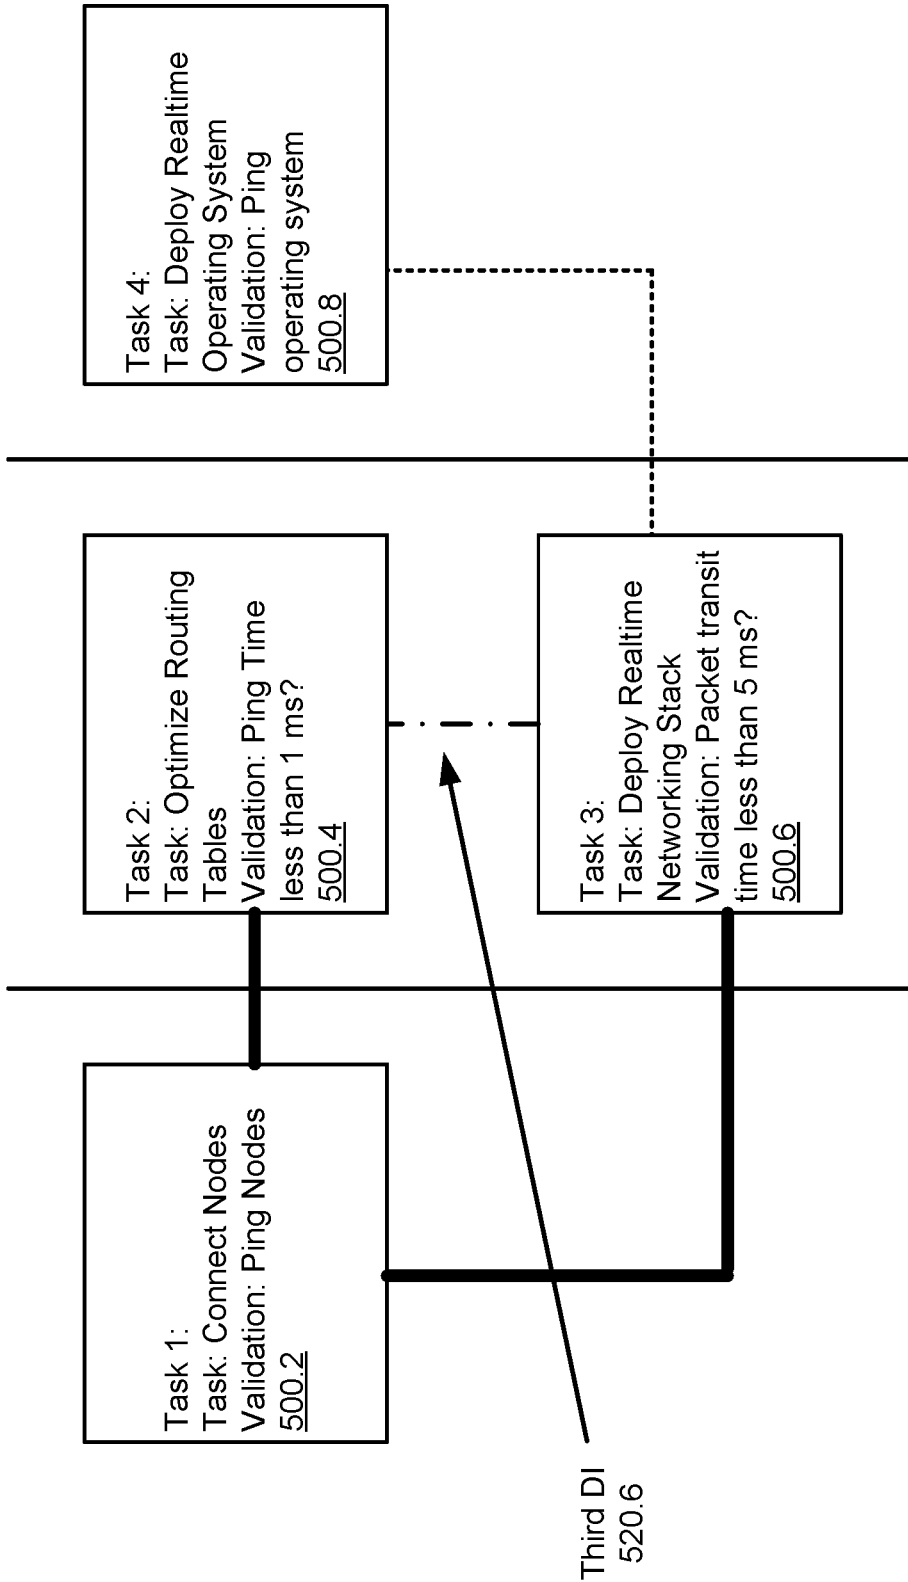 Task 1:
Task: Connect Nodes
Validation: Ping Nodes
500.2
Task 2:
Task: Optimize Routing
Tables
Validation: Ping Time
less than 1 ms?
500.4
Task 4:
Task: Deploy Realtime
Operating System
Validation: Ping
operating system
500.8
Task 3:
Task: Deploy Realtime
Networking Stack
Validation: Packet transit
time less than 5 ms?
500.6
Third DI
520.6